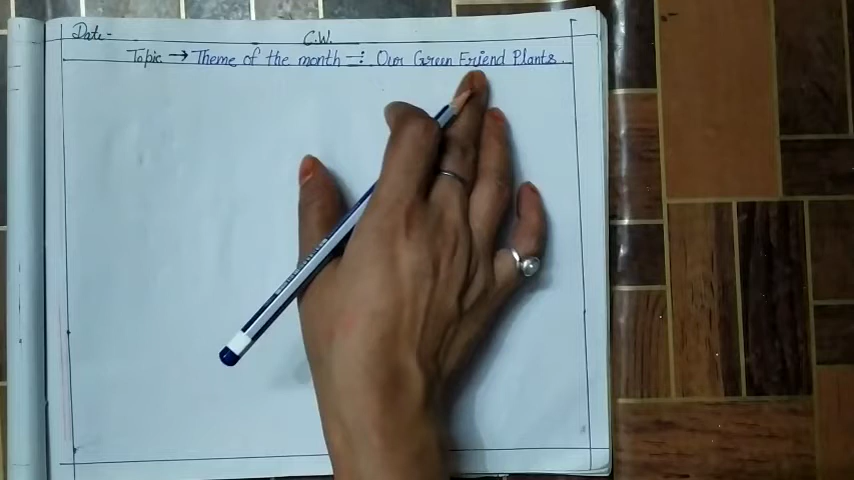 Date-
C.W.
Topic → Theme of the month –: Our Green Friend Plants.